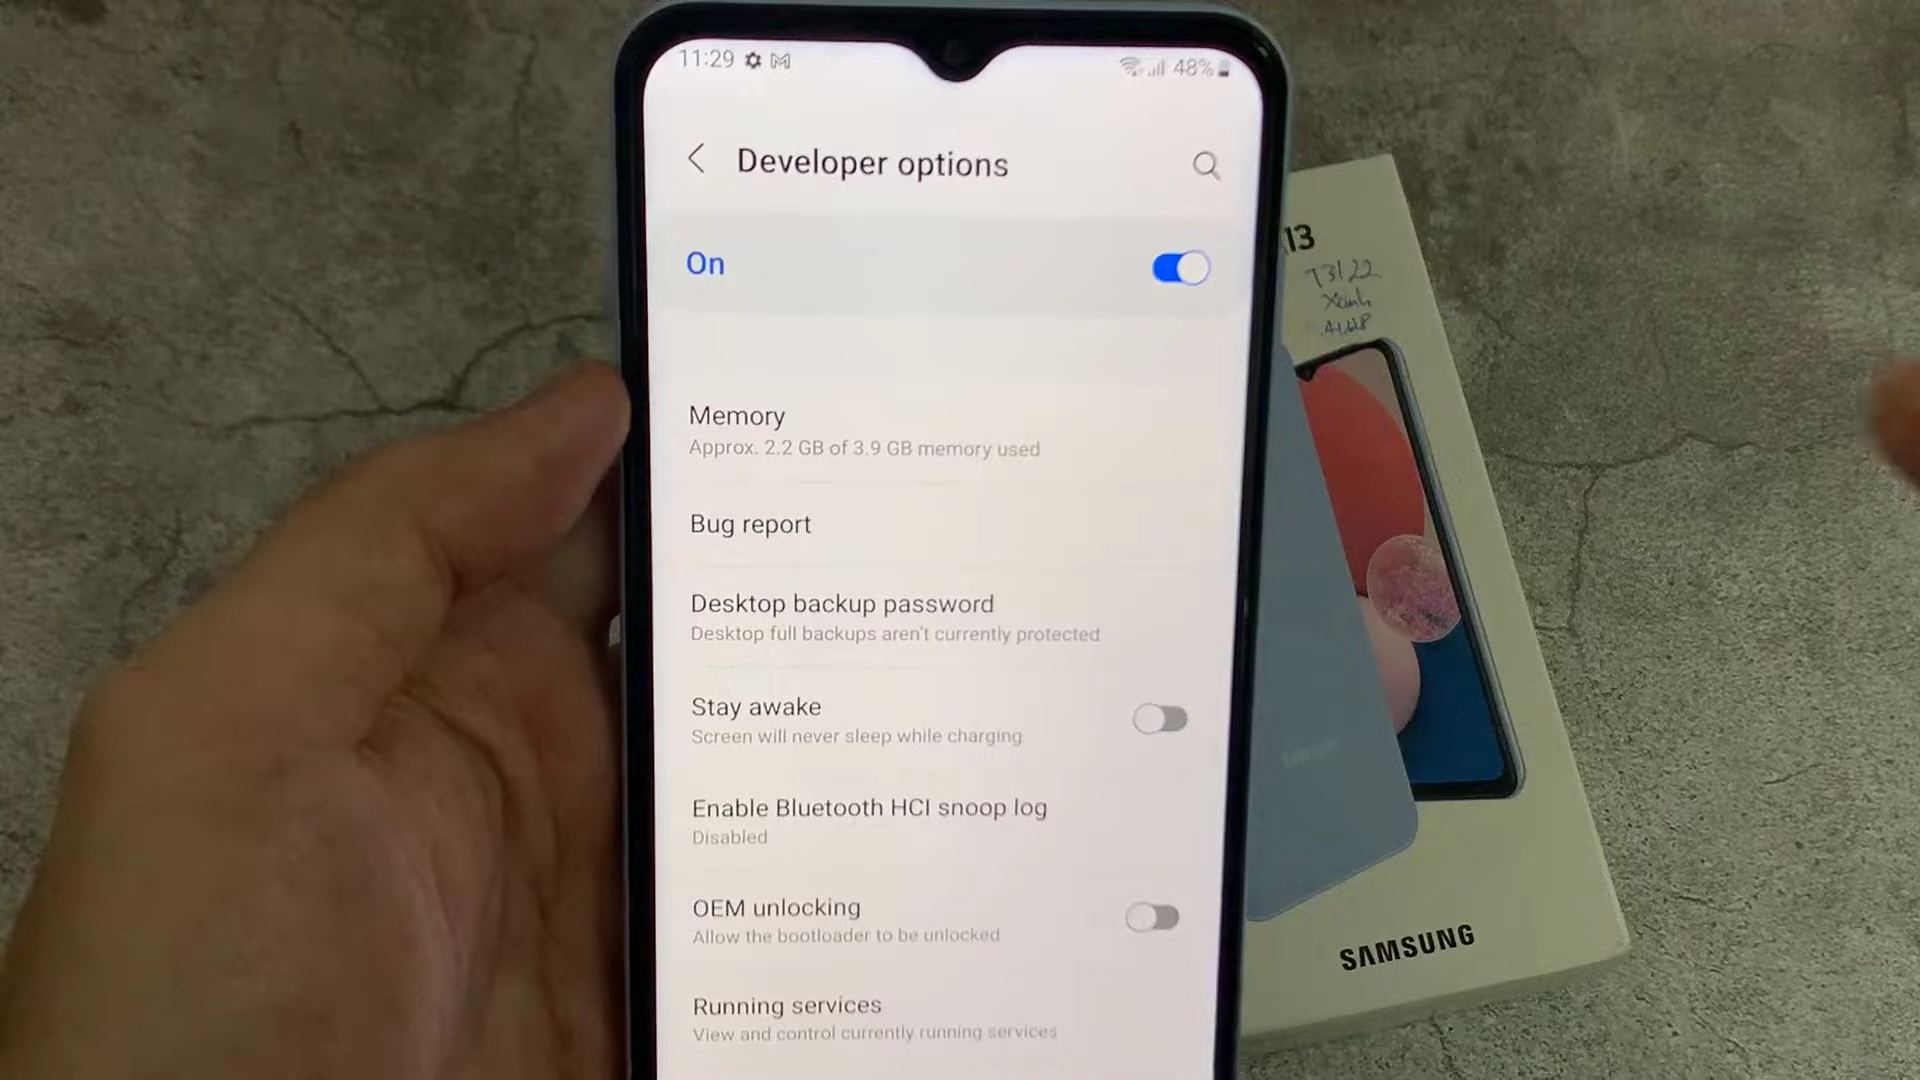 11:29
48%
Developer options
On
Memory
Approx. 2.2 GB of 3.9 GB memory used
Bug report
Desktop backup password
Desktop full backups aren't currently protected
Stay awake
Screen will never sleep while charging
Enable Bluetooth HCI snoop log
Disabled
OEM unlocking
Allow the bootloader to be unlocked
Running services
View and control currently running services
13
T3122
Xanh
SAMSUNG